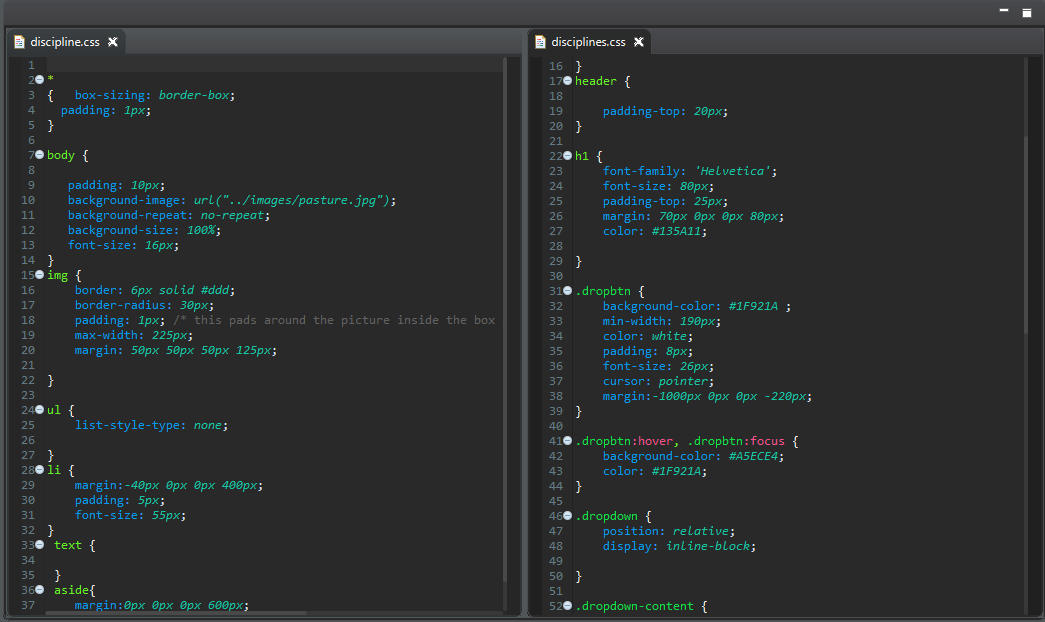 discipline.css
1
2 *
3 {   box-sizing: border-box;
4   padding: 1px;
5 }
6
7 body {
8
9    padding: 10px;
10    background-image: url("../images/pasture.jpg");
11    background-repeat: no-repeat;
12    background-size: 100%;
13    font-size: 16px;
14 }
15 img {
16     border: 6px solid #ddd;
17     border-radius: 30px;
18     padding: 1px; /* this pads around the picture inside the box
19     max-width: 225px;
20     margin: 50px 50px 50px 125px;
21
22 }
23
24 ul {
25     list-style-type: none;
26
27 }
28 li {
29     margin:-40px 0px 0px 400px;
30     padding: 5px;
31     font-size: 55px;
32 }
33  text {
34
35  }
36  aside{
37     margin:0px 0px 0px 600px;
disciplines.css
16 }
17 header {
18
19     padding-top: 20px;
20 }
21
22 h1 {
23     font-family: 'Helvetica';
24     font-size: 80px;
25     padding-top: 25px;
26     margin: 70px 0px 0px 80px;
27     color: #135A11;
28
29 }
30
31 .dropbtn {
32     background-color: #1F921A ;
33     min-width: 190px;
34     color: white;
35     padding: 8px;
36     font-size: 26px;
37     cursor: pointer;
38     margin:-1000px 0px 0px -220px;
39 }
40
41 .dropbtn:hover, .dropbtn:focus {
42     background-color: #A5ECE4;
43     color: #1F921A;
44 }
45
46 .dropdown {
47     position: relative;
48     display: inline-block;
49
50 }
51
52 .dropdown-content {